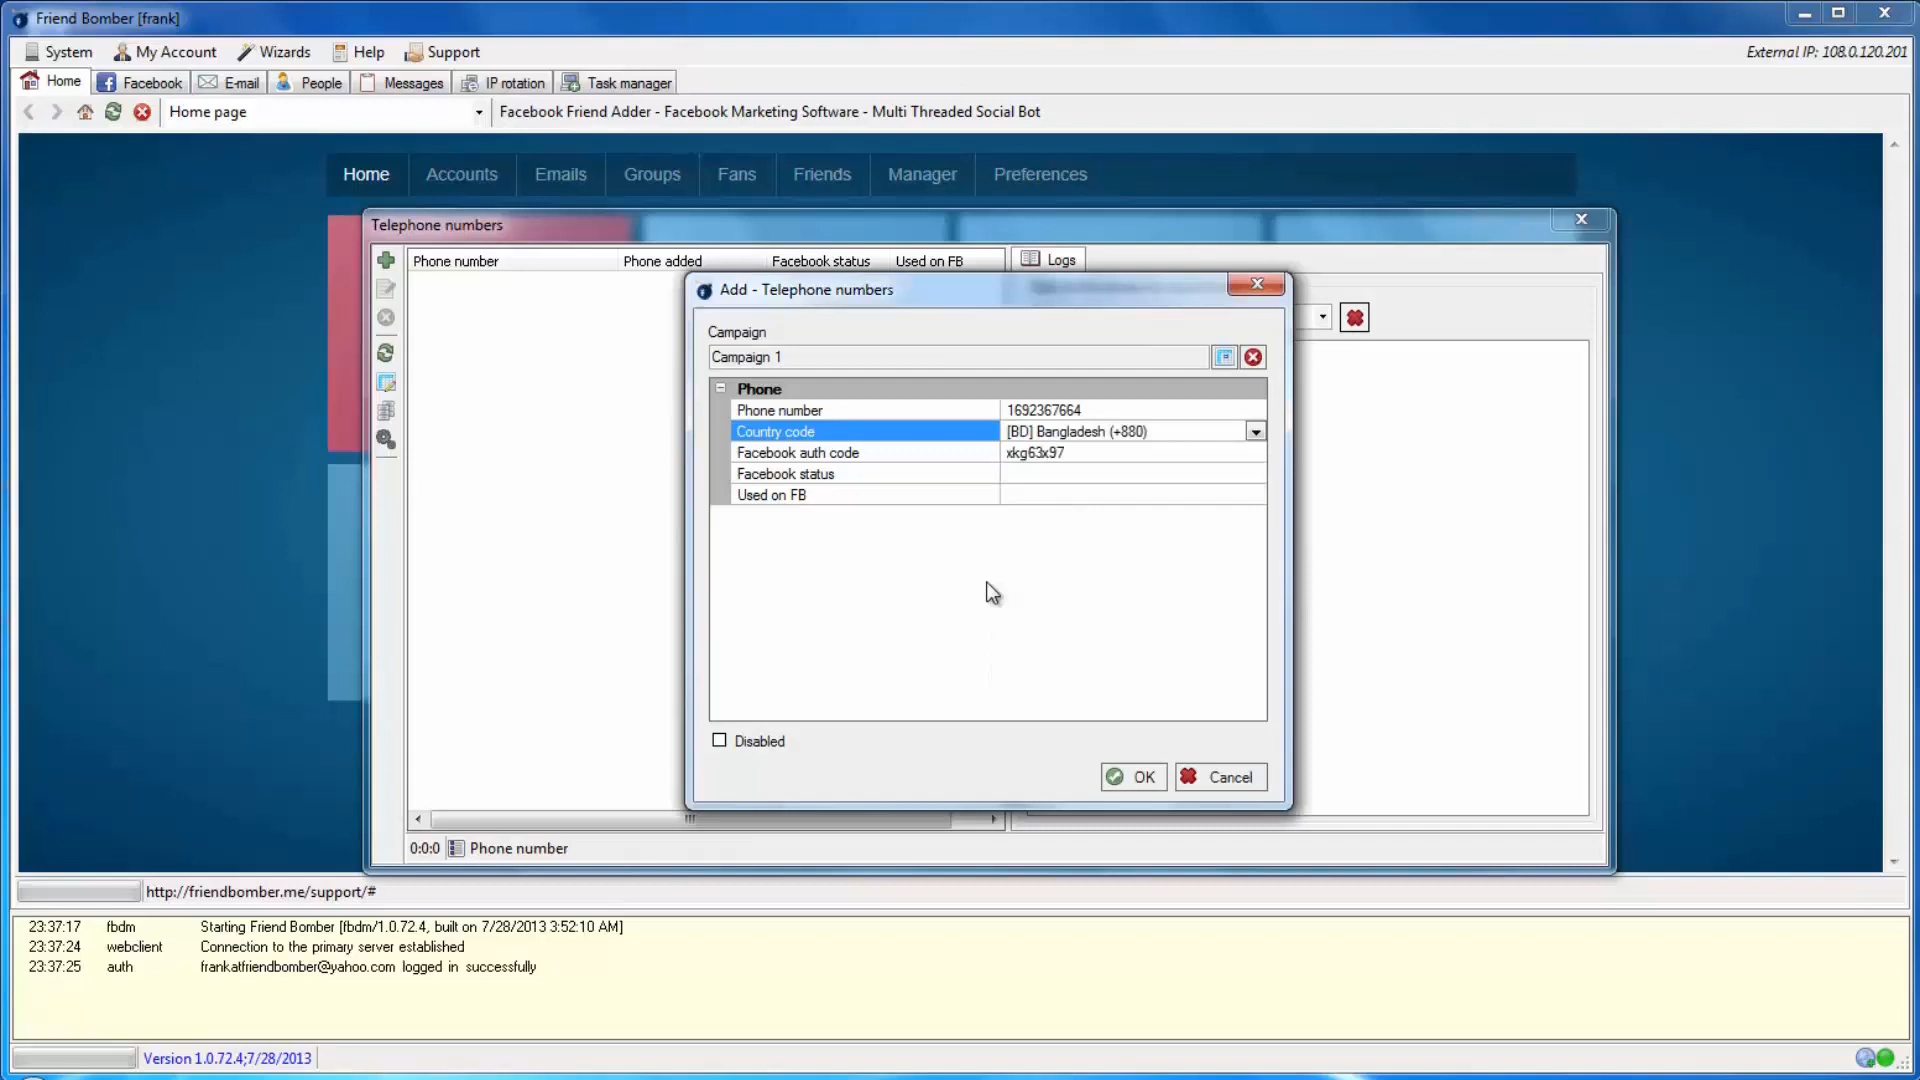 Friend Bomber [frank]
System My Account Wizards Help Support External IP: 108.0.120.201
Home Facebook E-mail People Messages IP rotation Task manager
Home page Facebook Friend Adder - Facebook Marketing Software - Multi Threaded Social Bot
Home Accounts Emails Groups Fans Friends Manager Preferences
Telephone numbers
Phone number Phone added Facebook status Used on FB Logs
Add - Telephone numbers
Campaign
Campaign 1
Phone
Phone number 1692367664
Country code [BD] Bangladesh (+880)
Facebook auth code xkg63x97
Facebook status
Used on FB
Disabled
OK Cancel
0:0:0 Phone number
http://friendbomber.me/support/#
23:37:17 fbdm Starting Friend Bomber [fbdm/1.0.72.4, built on 7/28/2013 3:52:10 AM]
23:37:24 webclient Connection to the primary server established
23:37:25 auth frankatfriendbomber@yahoo.com logged in successfully
Version 1.0.72.4;7/28/2013